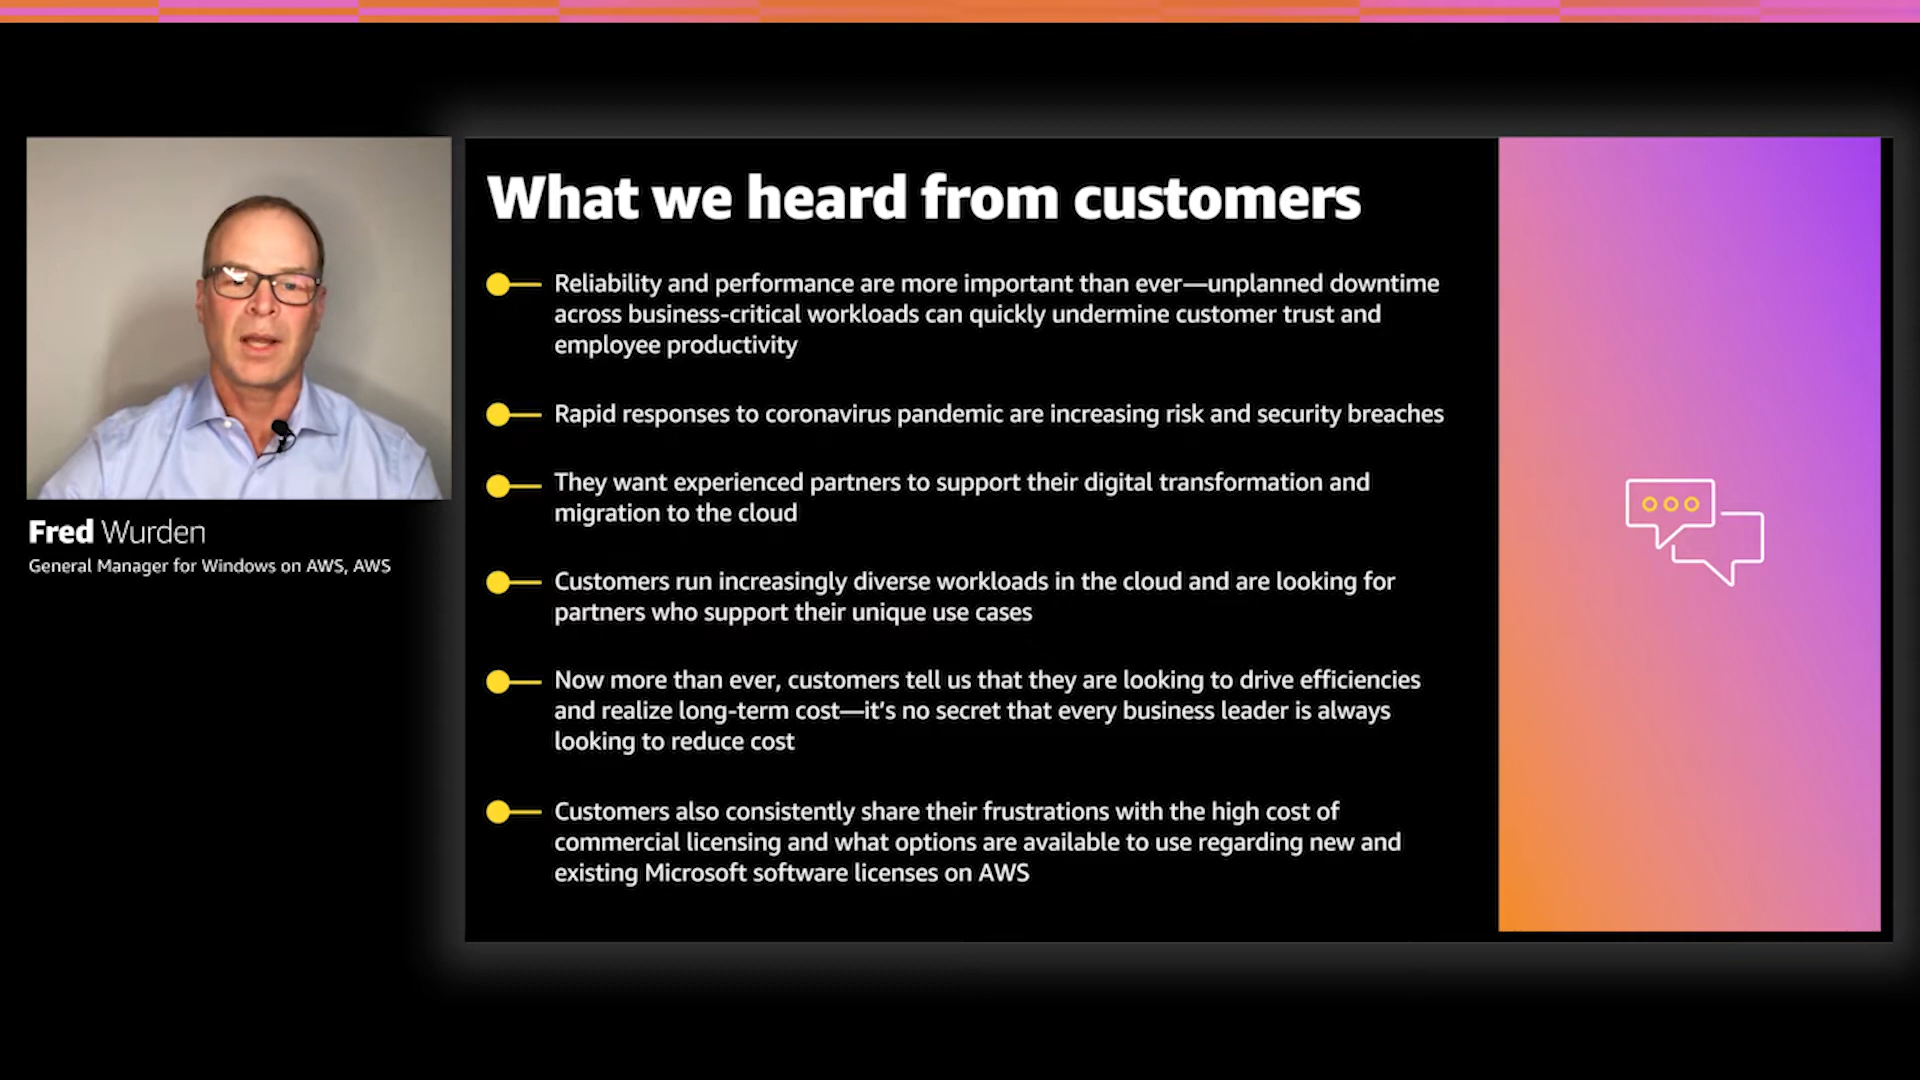 What we heard from customers
Reliability and performance are more important than ever—unplanned downtime
across business-critical workloads can quickly undermine customer trust and
employee productivity
Rapid responses to coronavirus pandemic are increasing risk and security breaches
They want experienced partners to support their digital transformation and
migration to the cloud
Customers run increasingly diverse workloads in the cloud and are looking for
partners who support their unique use cases
Now more than ever, customers tell us that they are looking to drive efficiencies
and realize long-term cost—it's no secret that every business leader is always
looking to reduce cost
Customers also consistently share their frustrations with the high cost of
commercial licensing and what options are available to use regarding new and
existing Microsoft software licenses on AWS
Fred Wurden
General Manager for Windows on AWS, AWS